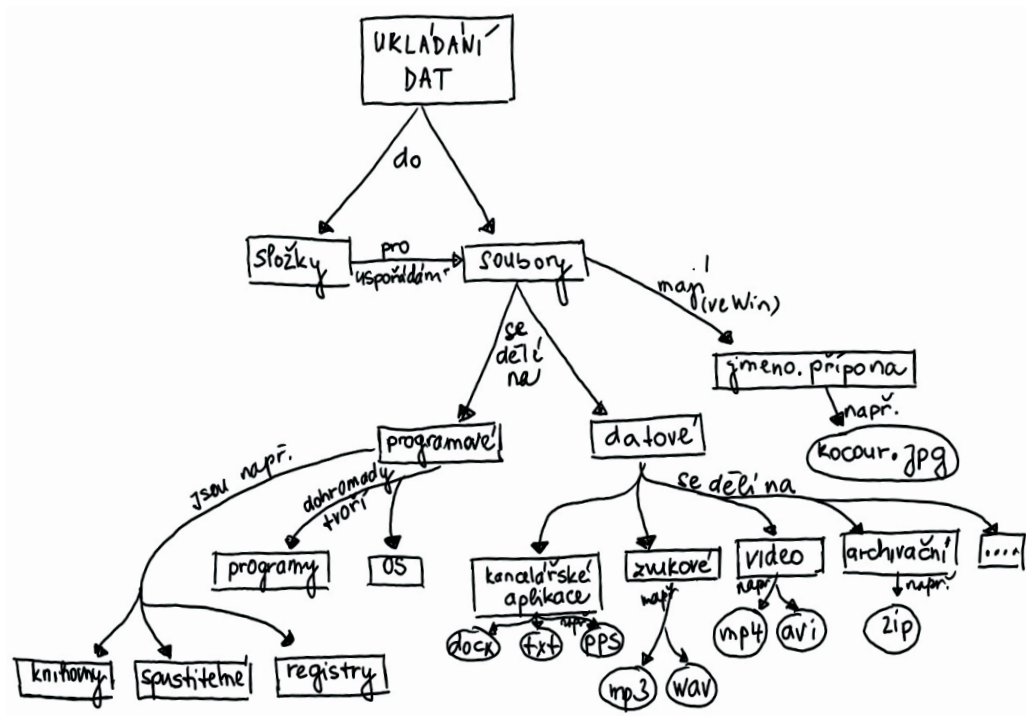 UKLÁDÁNÍ
DAT
do
složky
pro
uspořádání
soubory
mají
(ve Win)
se
dělí
na
jmeno.přípona
např.
kocour.jpg
programové
datové
jsou např.
dohromady
tvoří
se dělí na
programy
OS
kancelářské
aplikace
zvukové
video
archivační
.....
např.
např.
např.
např.
docx
txt
pps
mp4
avi
zip
knihovny
spustitelné
registry
mp3
wav